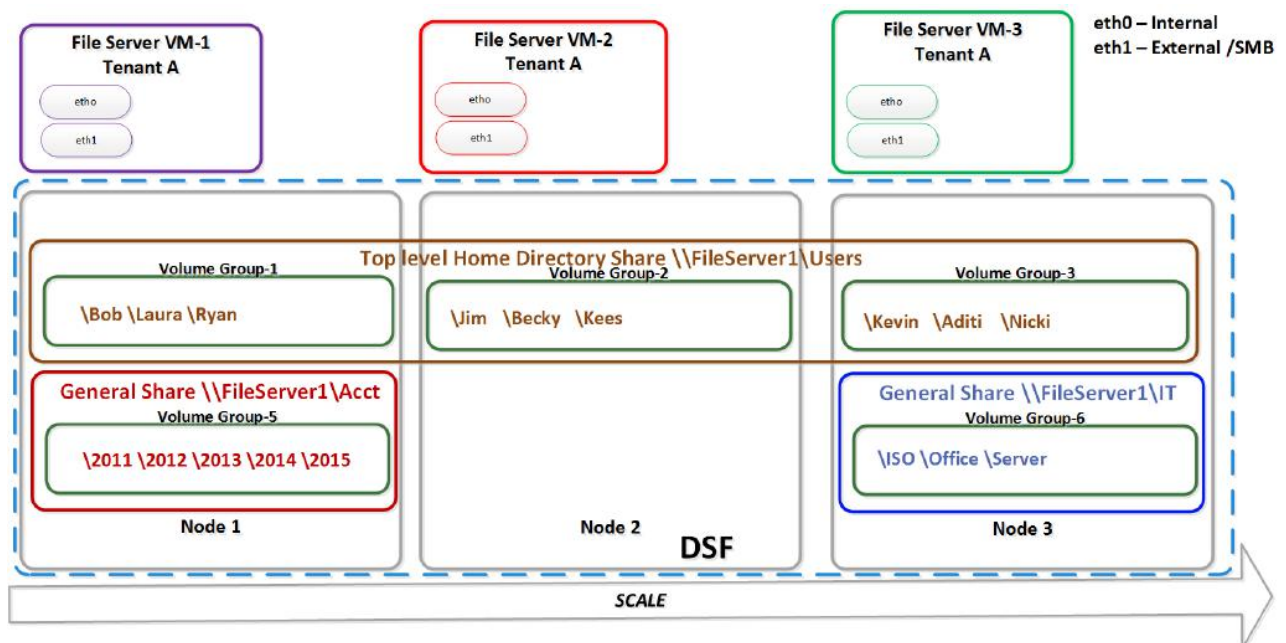 File Server VM-1
Tenant A
etho
eth1
File Server VM-2
Tenant A
etho
eth1
File Server VM-3
Tenant A
etho
eth1
eth0 – Internal
eth1 – External /SMB
Top level Home Directory Share \\FileServer1\Users
Volume Group-1
\Bob \Laura \Ryan
Volume Group-2
\Jim \Becky \Kees
Volume Group-3
\Kevin \Aditi \Nicki
General Share \\FileServer1\Acct
Volume Group-5
\2011 \2012 \2013 \2014 \2015
Node 1
Node 2
DSF
General Share \\FileServer1\IT
Volume Group-6
\ISO \Office \Server
Node 3
SCALE